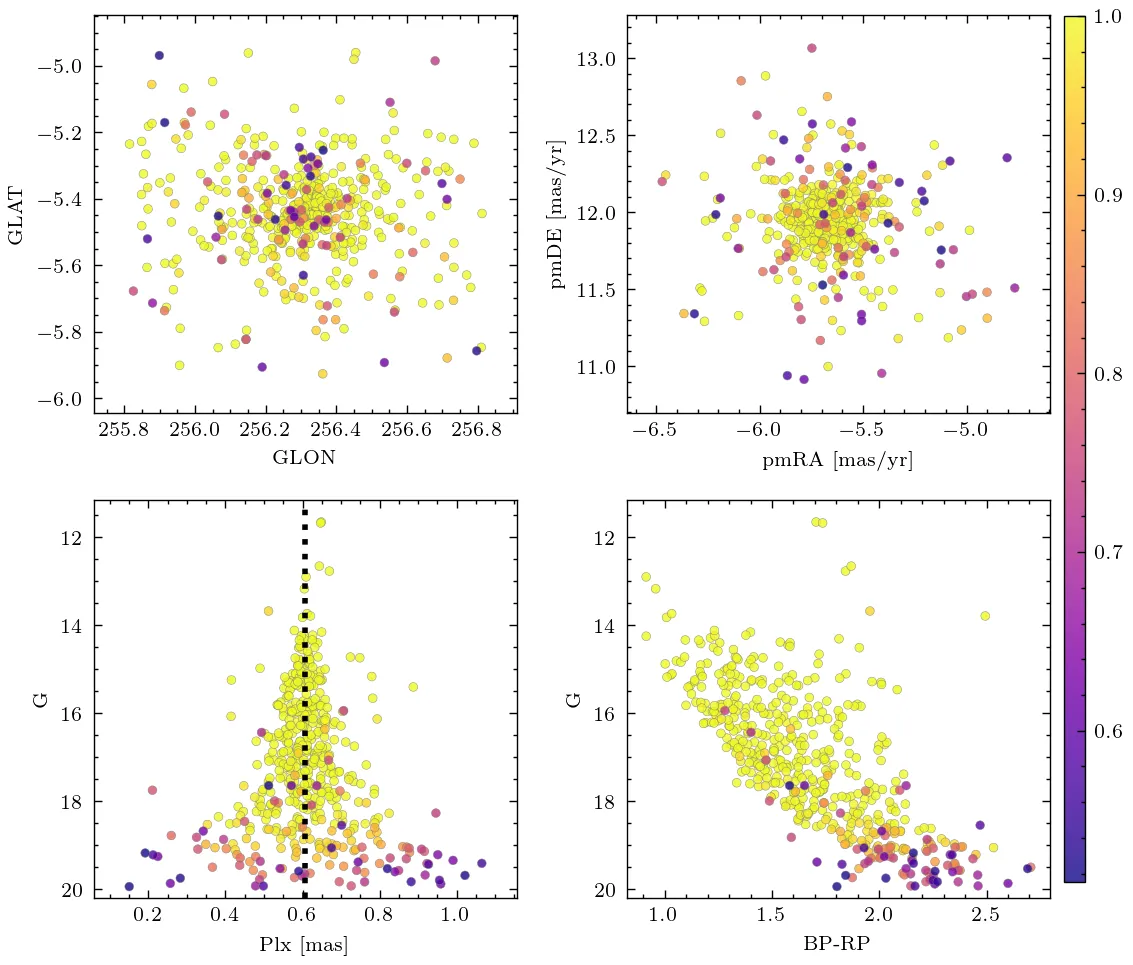 −5.0
−5.2
−5.4
−5.6
−5.8
−6.0
GLAT
255.8 256.0 256.2 256.4 256.6 256.8
GLON
13.0
12.5
12.0
11.5
11.0
pmDE [mas/yr]
−6.5 −6.0 −5.5 −5.0
pmRA [mas/yr]
1.0
0.9
0.8
0.7
0.6
12
14
16
18
20
G
0.2 0.4 0.6 0.8 1.0
Plx [mas]
12
14
16
18
20
G
1.0 1.5 2.0 2.5
BP-RP